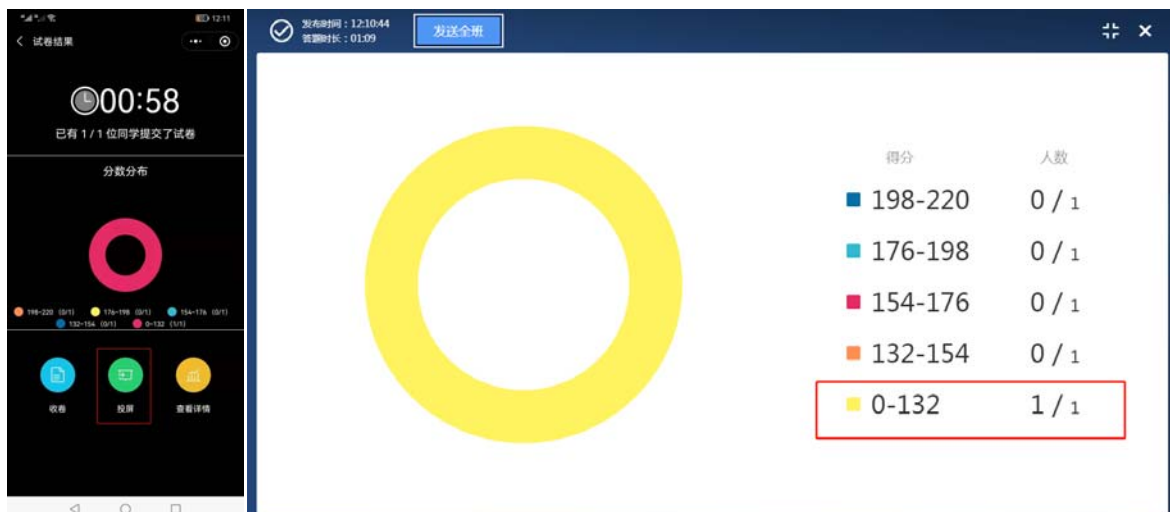 12:11
试卷结果
00:58
已有 1 / 1 位同学提交了试卷
分数分布
198-220 (0/1) 176-198 (0/1) 154-176 (0/1)
132-154 (0/1) 0-132 (1/1)
收卷 投屏 查看详情
发布时间：12:10:44
答题时长：01:09
发送全班
得分 人数
198-220 0 / 1
176-198 0 / 1
154-176 0 / 1
132-154 0 / 1
0-132 1 / 1